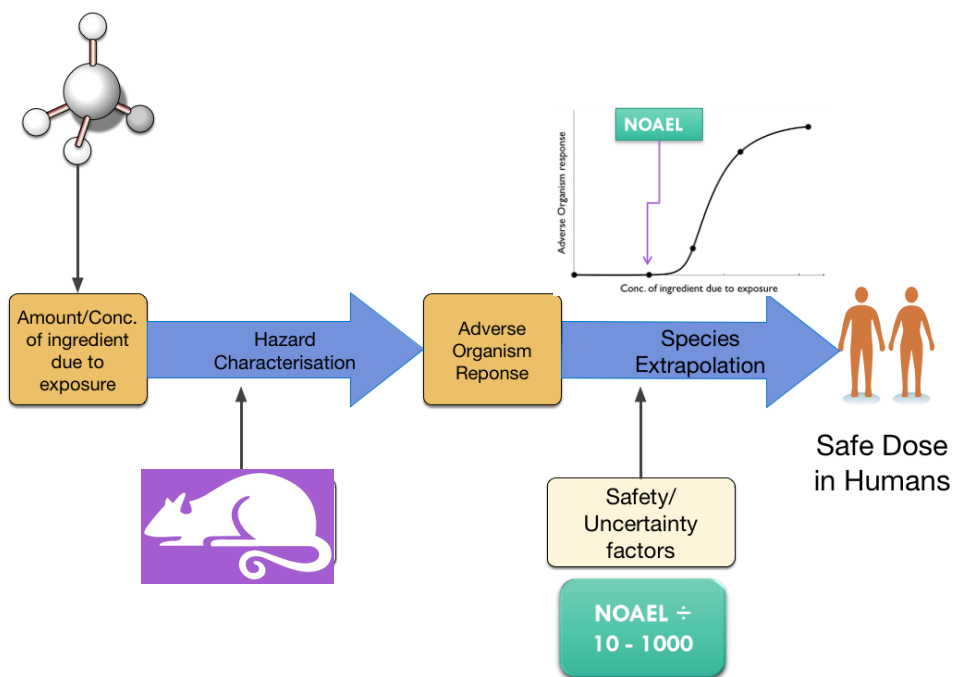 NOAEL
Adverse Organism response
Conc. of ingredient due to exposure
Amount/Conc.
of ingredient
due to
exposure
Hazard
Characterisation
Adverse
Organism
Reponse
Species
Extrapolation
Safe Dose
in Humans
Safety/
Uncertainty
factors
NOAEL ÷
10 - 1000